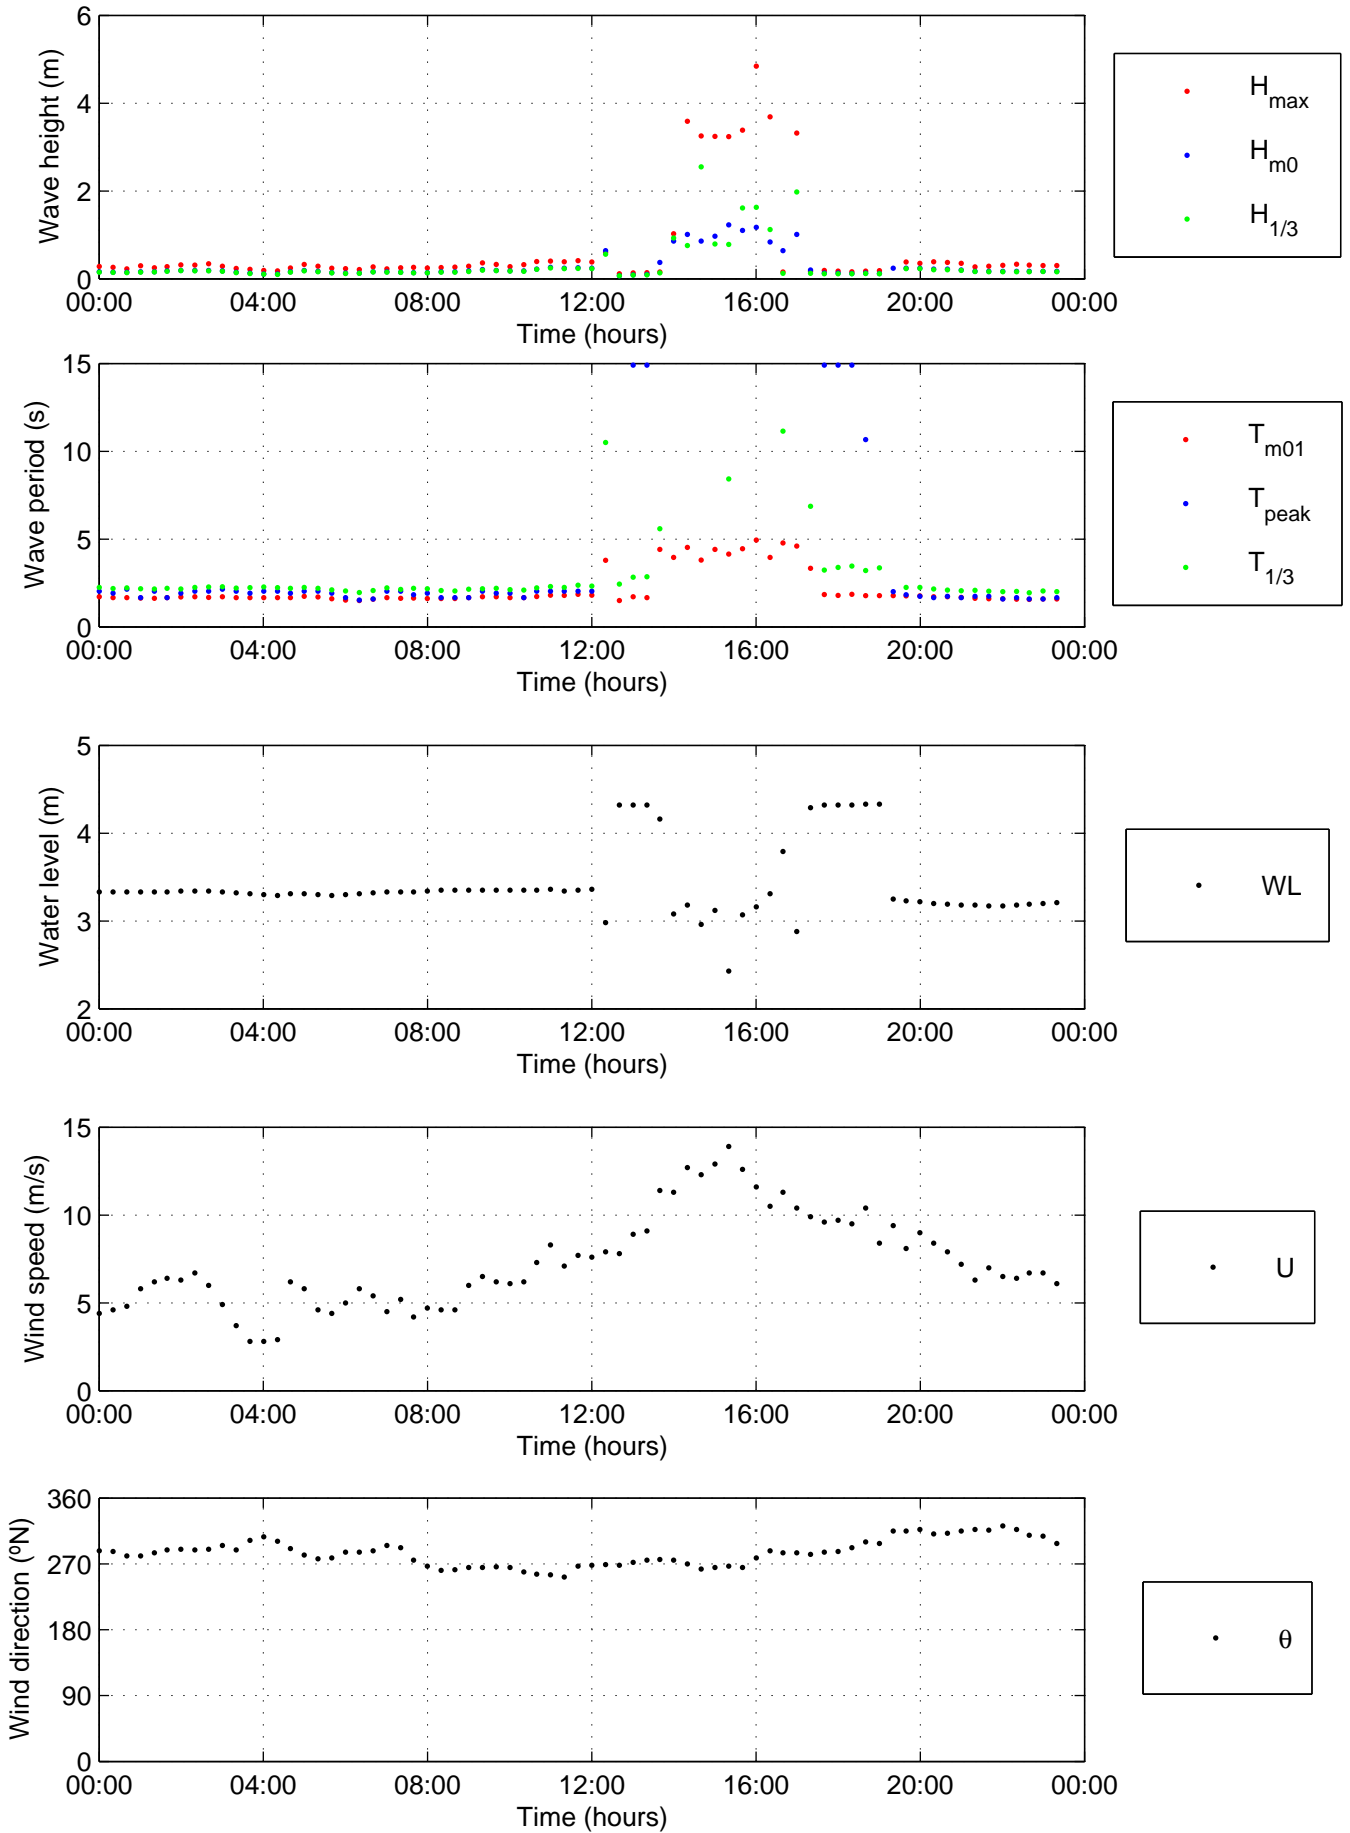 6
4
2
0
Wave height (m)
00:00 04:00 08:00 12:00 16:00 20:00 00:00
Time (hours)
H_max
H_m0
H_1/3
15
10
5
0
Wave period (s)
00:00 04:00 08:00 12:00 16:00 20:00 00:00
Time (hours)
T_m01
T_peak
T_1/3
5
4
3
2
Water level (m)
00:00 04:00 08:00 12:00 16:00 20:00 00:00
Time (hours)
WL
15
10
5
0
Wind speed (m/s)
00:00 04:00 08:00 12:00 16:00 20:00 00:00
Time (hours)
U
360
270
180
90
0
Wind direction (ºN)
00:00 04:00 08:00 12:00 16:00 20:00 00:00
Time (hours)
θ